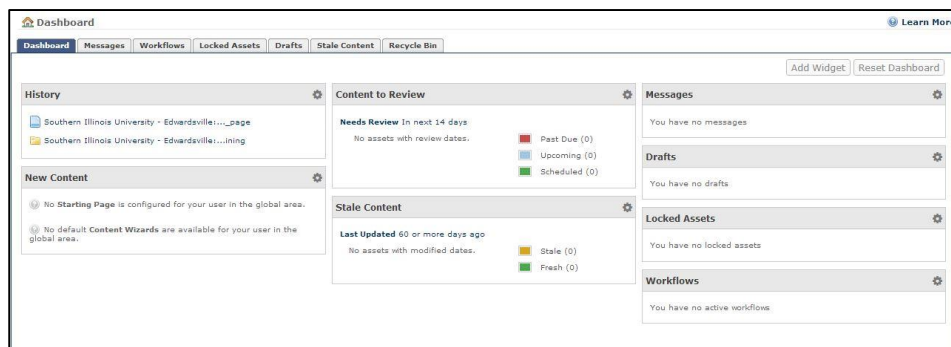 Dashboard
Learn More
Dashboard Messages Workflows Locked Assets Drafts Stale Content Recycle Bin
Add Widget Reset Dashboard
History
Southern Illinois University - Edwardsville:..._page
Southern Illinois University - Edwardsville:...ining
New Content
No Starting Page is configured for your user in the global area.
No default Content Wizards are available for your user in the
global area.
Content to Review
Needs Review In next 14 days
No assets with review dates.
Past Due (0)
Upcoming (0)
Scheduled (0)
Stale Content
Last Updated 60 or more days ago
No assets with modified dates.
Stale (0)
Fresh (0)
Messages
You have no messages
Drafts
You have no drafts
Locked Assets
You have no locked assets
Workflows
You have no active workflows